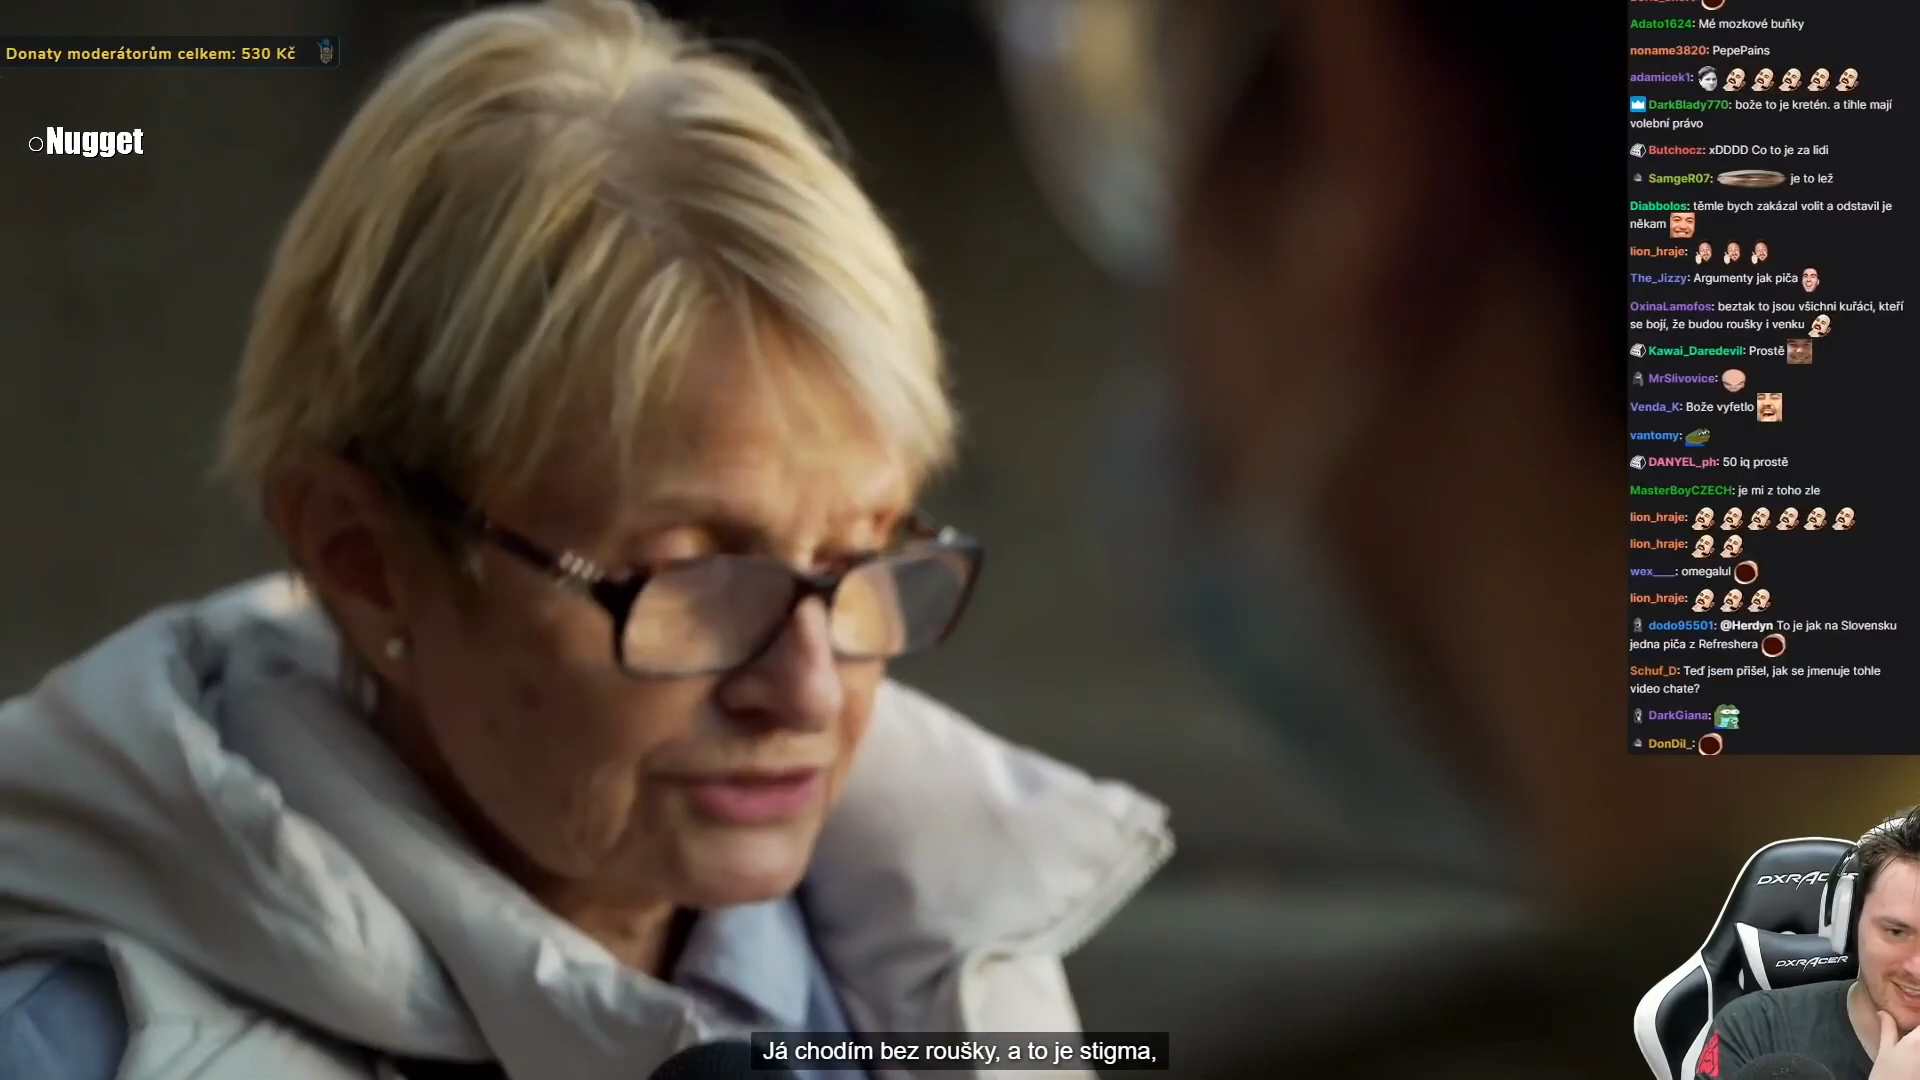 Donaty moderátorům celkem: 530 Kč
Nugget
Adato1624: Mé mozkové buňky
noname3820: PepePains
adamicek1:
DarkBlady770: bože to je kretén. a tihle mají
volební právo
Butchocz: xDDDD Co to je za lidi
SamgeR07: je to lež
Diabbolos: těmle bych zakázal volit a odstavil je
někam
lion_hraje:
The_Jizzy: Argumenty jak piča
OxinaLamofos: beztak to jsou všichni kuřáci, kteří
se bojí, že budou roušky i venku
Kawai_Daredevil: Prostě
MrSlivovice:
Venda_K: Bože vyfetlo
vantomy:
DANYEL_ph: 50 iq prostě
MasterBoyCZECH: je mi z toho zle
lion_hraje:
lion_hraje:
wex____: omegalul
lion_hraje:
dodo95501: @Herdyn To je jak na Slovensku
jedna piča z Refreshera
Schuf_D: Teď jsem přišel, jak se jmenuje tohle
video chate?
DarkGiana:
DonDil_:
DXRACER
DXRACER
Já chodím bez roušky, a to je stigma,